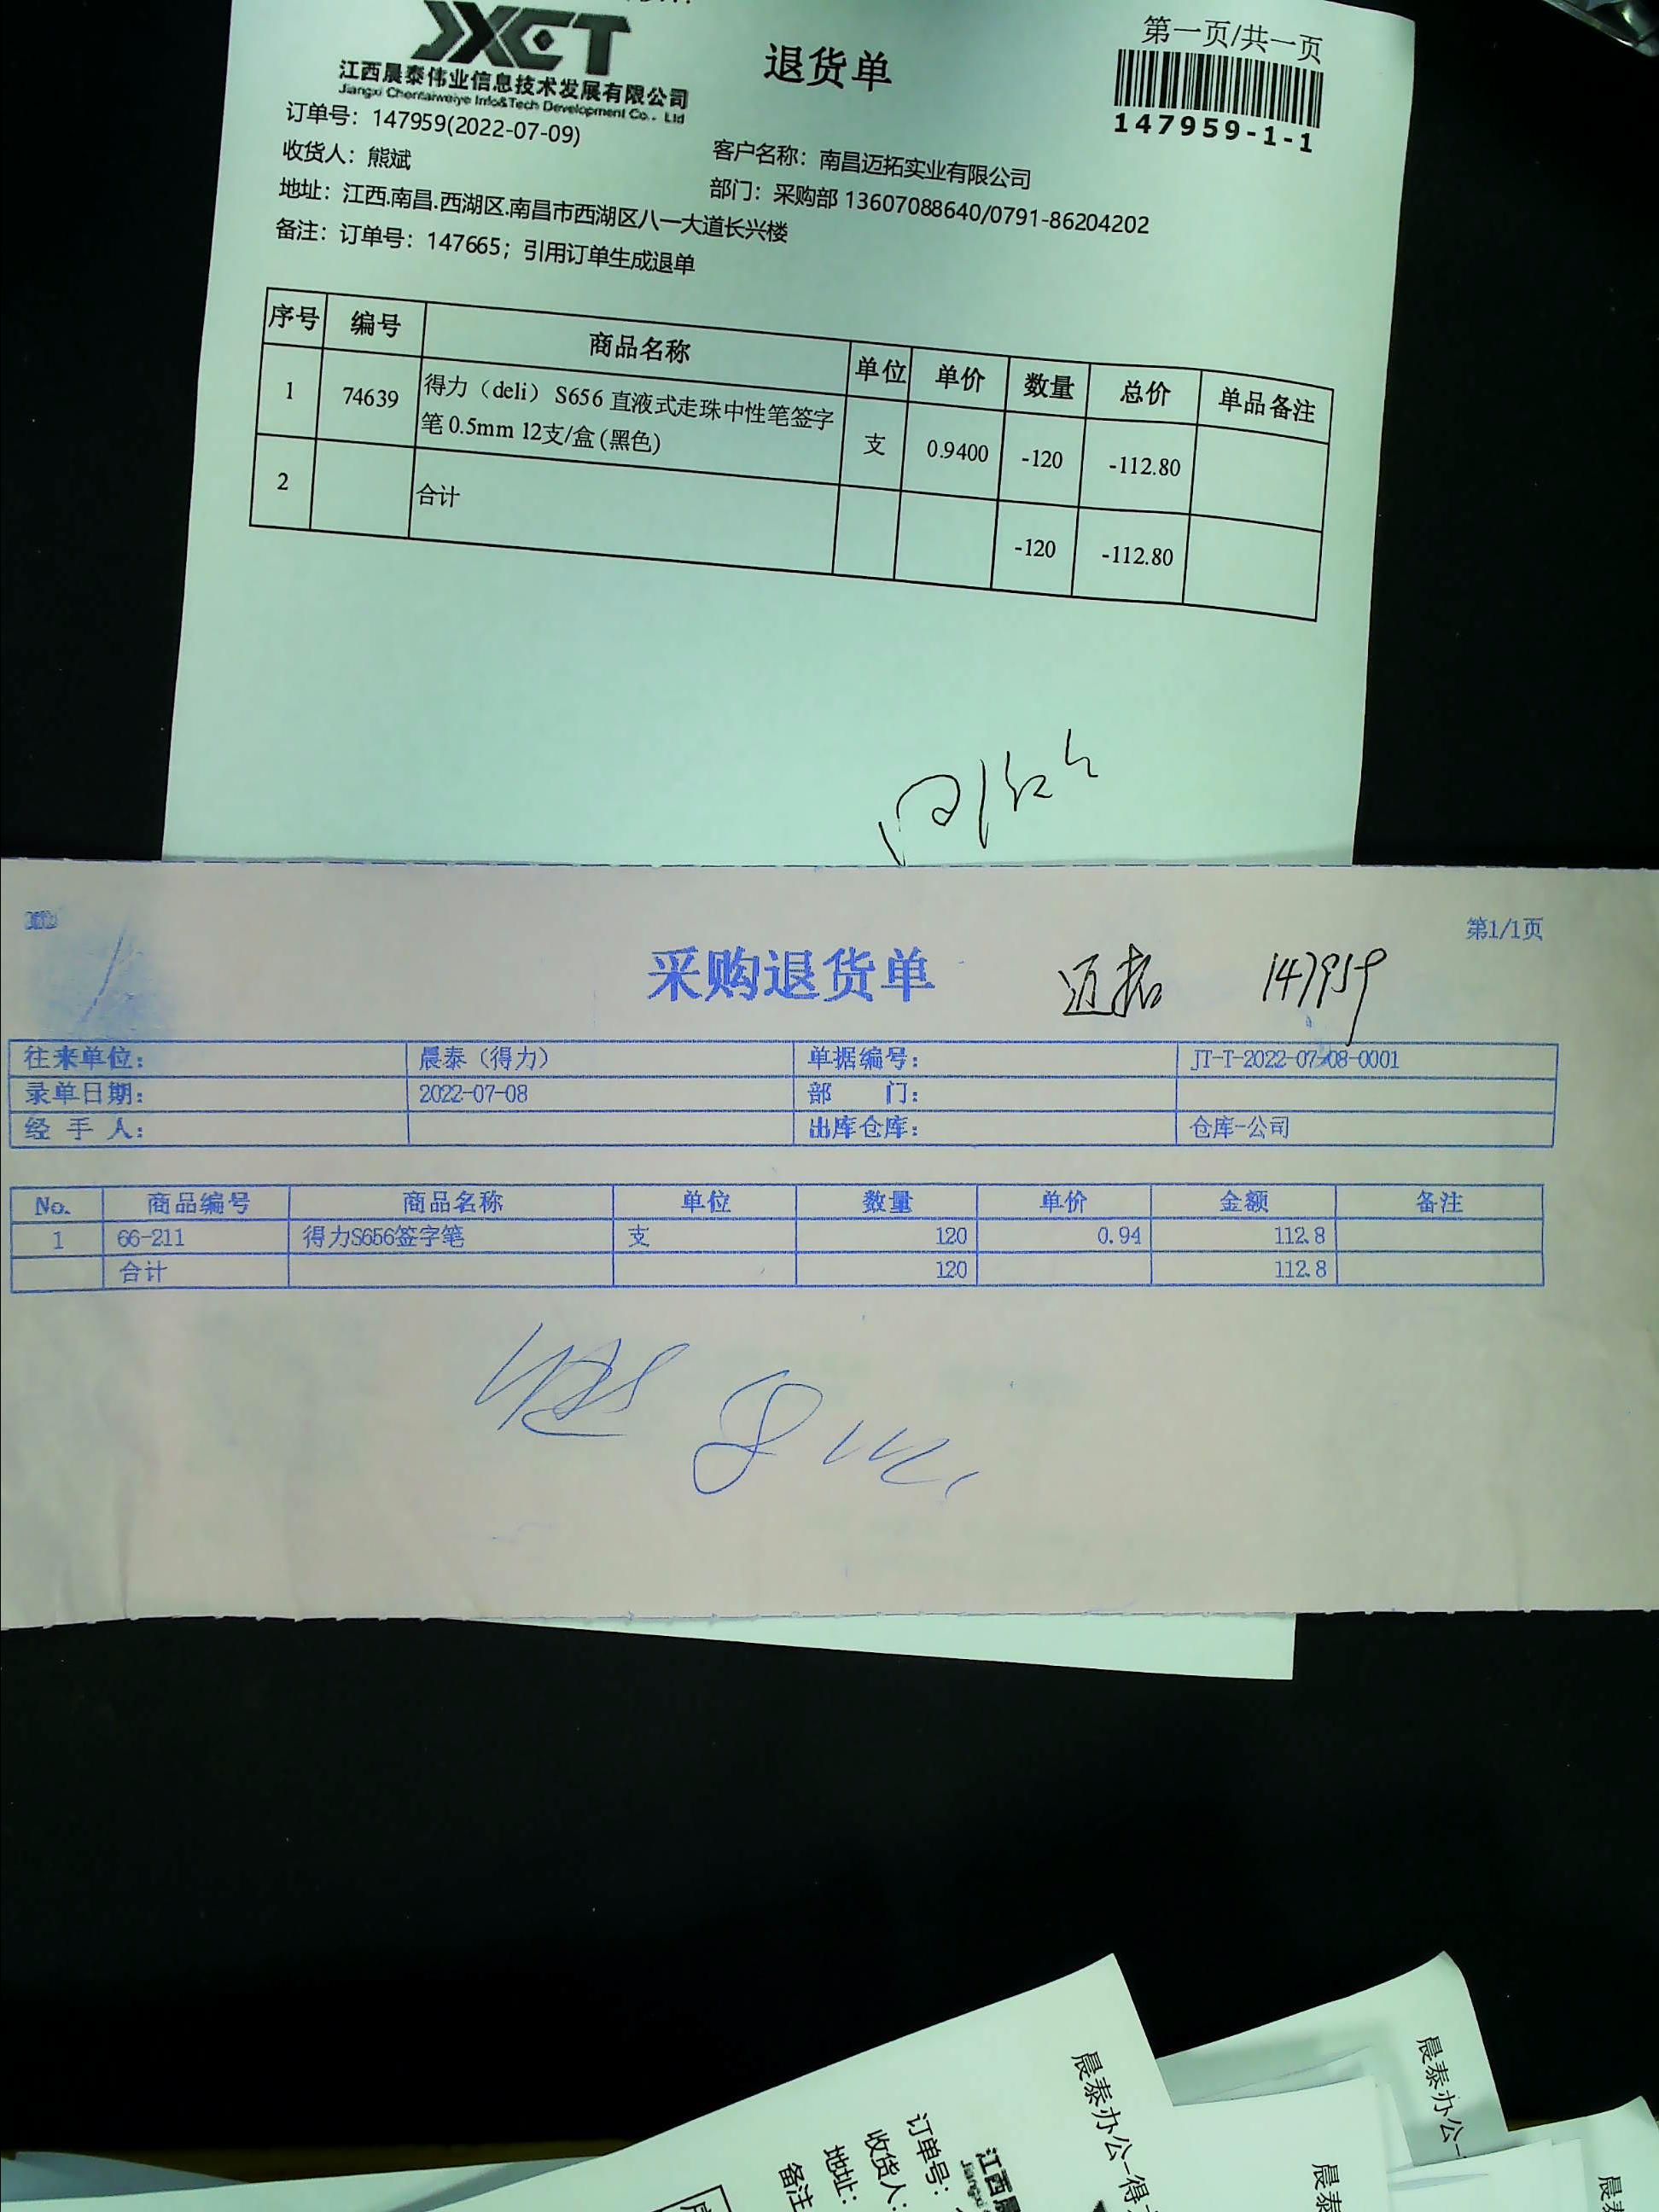 JXCT
江西晨泰伟业信息技术发展有限公司
Jiangxi Chentaiweiye Info&Tech Development Co., Ltd
退货单
第一页/共一页
147959-1-1
订单号：147959(2022-07-09)
收货人：熊斌
客户名称：南昌迈拓实业有限公司
地址：江西.南昌.西湖区.南昌市西湖区八一大道长兴楼
部门：采购部 13607088640/0791-86204202
备注：订单号：147665；引用订单生成退单
序号 编号 商品名称 单位 单价 数量 总价 单品备注
1 74639 得力（deli） S656 直液式走珠中性笔签字
笔 0.5mm 12支/盒 (黑色) 支 0.9400 -120 -112.80
2 合计 -120 -112.80
第1/1页
采购退货单 迈拓 147959
往来单位： 晨泰（得力） 单据编号： JT-T-2022-07-08-0001
录单日期： 2022-07-08 部 门：
经 手 人： 出库仓库： 仓库-公司
No. 商品编号 商品名称 单位 数量 单价 金额 备注
1 66-211 得力S656签字笔 支 120 0.94 112.8
合计 120 112.8
晨泰办公-得
晨泰办公-
晨泰
江西晨
订单号：
收货人：
地址：
备注